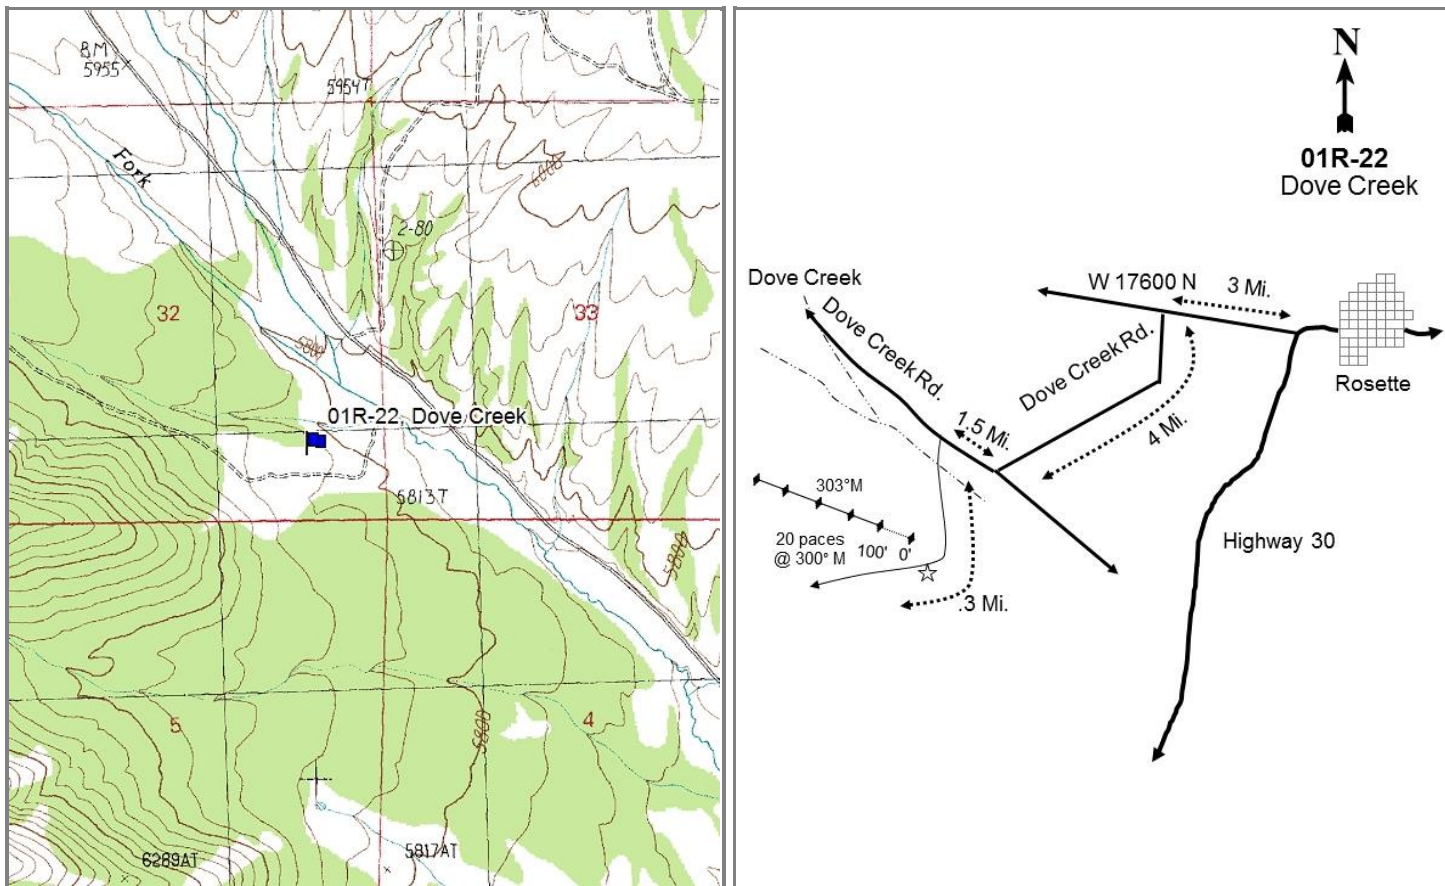 BM
5955
5954T
Fork
6000
2-80
32
33
5800
01R-22, Dove Creek
5813T
5800
5
4
5800
6289AT
5817AT
N
01R-22
Dove Creek
Dove Creek
W 17600 N
3 Mi.
Dove Creek Rd.
Dove Creek Rd.
Rosette
1.5 Mi.
4 Mi.
303°M
20 paces
@ 300° M
100'
0'
Highway 30
.3 Mi.